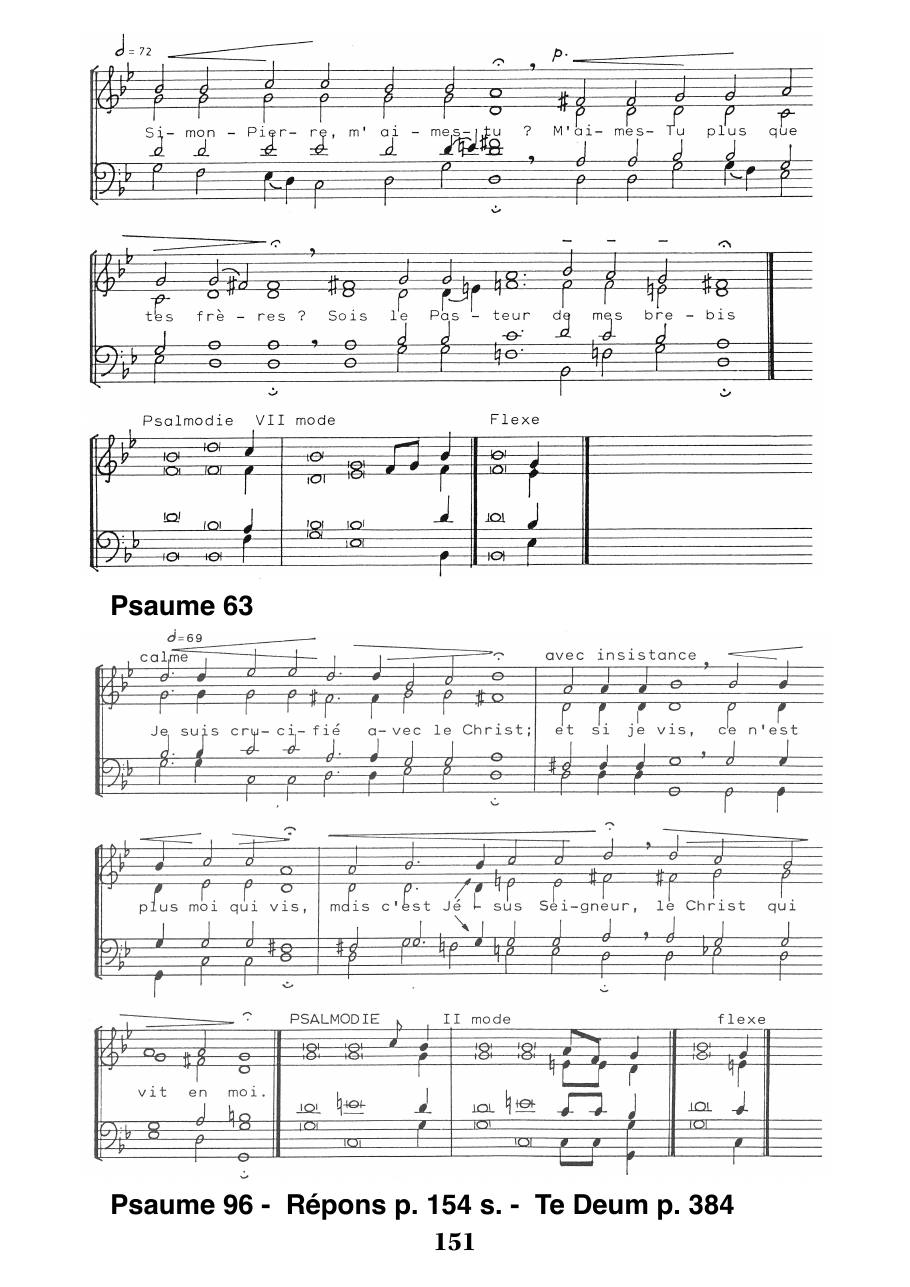 𝅗𝅥 = 72
p.
Si- mon - Pier- re, m' ai - mes- tu ? M'ai- mes- Tu plus que
tes frè - res ? Sois le Pas - teur de mes bre - bis
Psalmodie VII mode Flexe
Psaume 63
𝅗𝅥=69
calme avec insistance
Je suis cru-ci-fié a-vec le Christ; et si je vis, ce n'est
plus moi qui vis, mais c'est Jé - sus Sei-gneur, le Christ qui
PSALMODIE II mode flexe
vit en moi.
Psaume 96 - Répons p. 154 s. - Te Deum p. 384
151